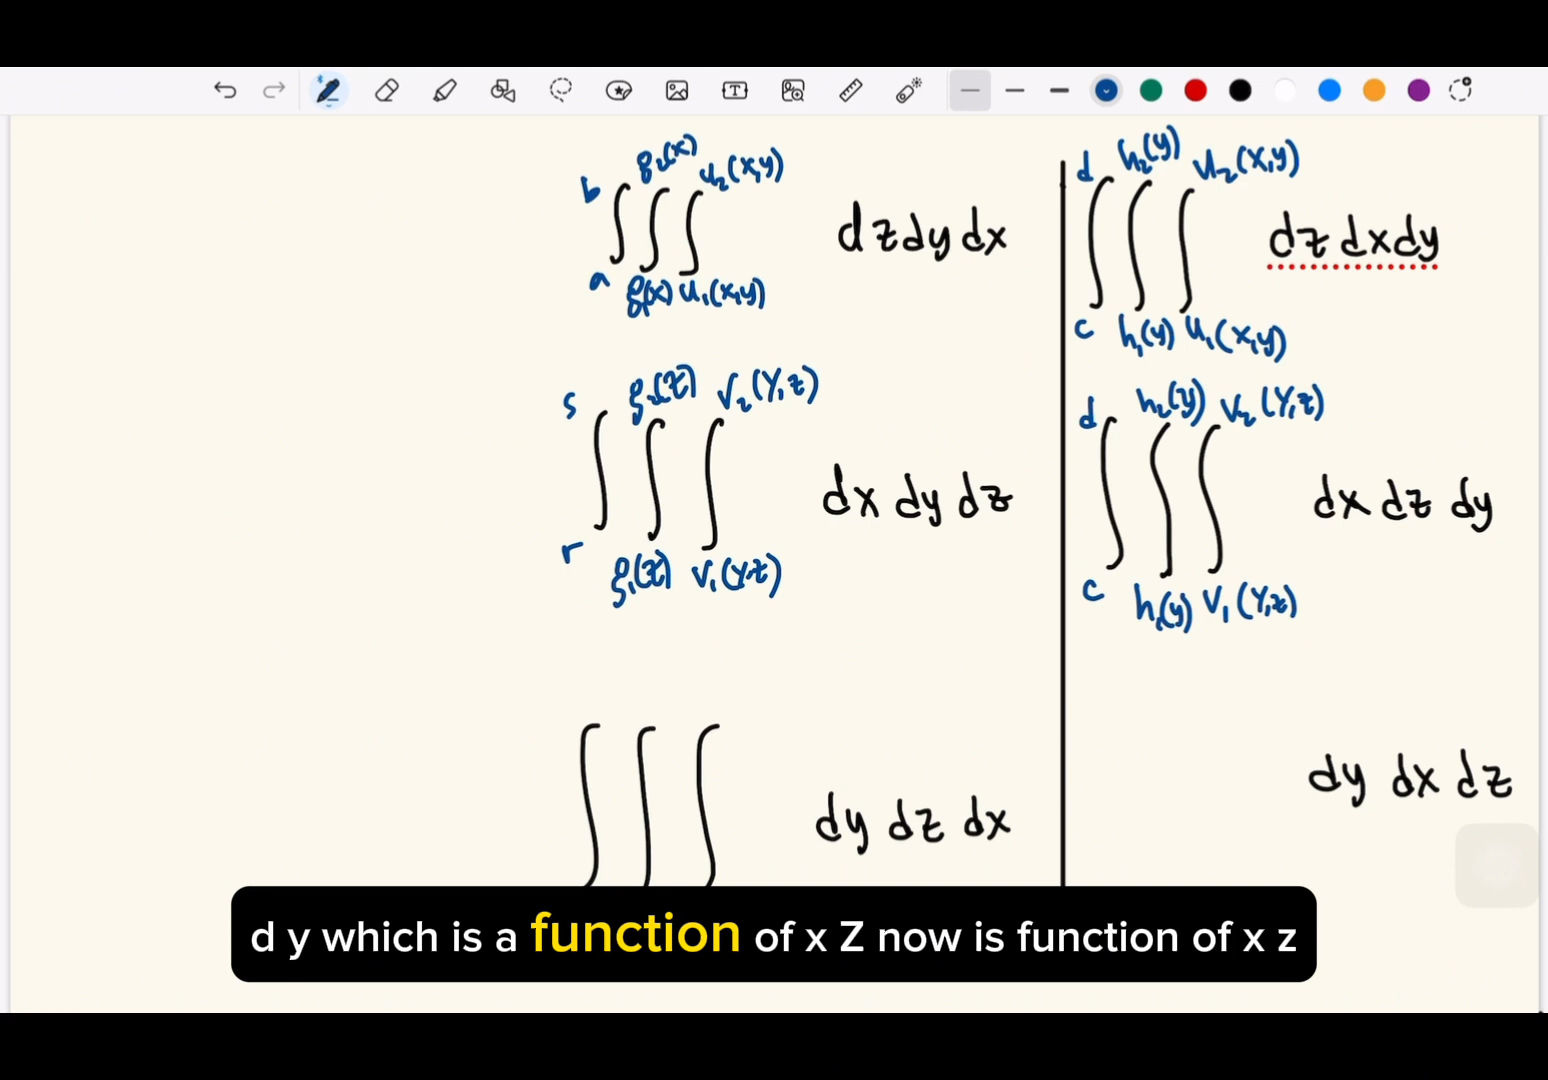 b g₂(x) u₂(x,y)
∫ ∫ ∫ dz dy dx
a g₁(x) u₁(x,y)
d h₂(y) u₂(x,y)
∫ ∫ ∫ dz dx dy
c h₁(y) u₁(x,y)
s g₂(z) v₂(y,z)
∫ ∫ ∫ dx dy dz
r g₁(z) v₁(y,z)
d h₂(y) v₂(y,z)
∫ ∫ ∫ dx dz dy
c h₁(y) v₁(y,z)
∫ ∫ ∫ dy dz dx
dy dx dz
d y which is a function of x Z now is function of x z